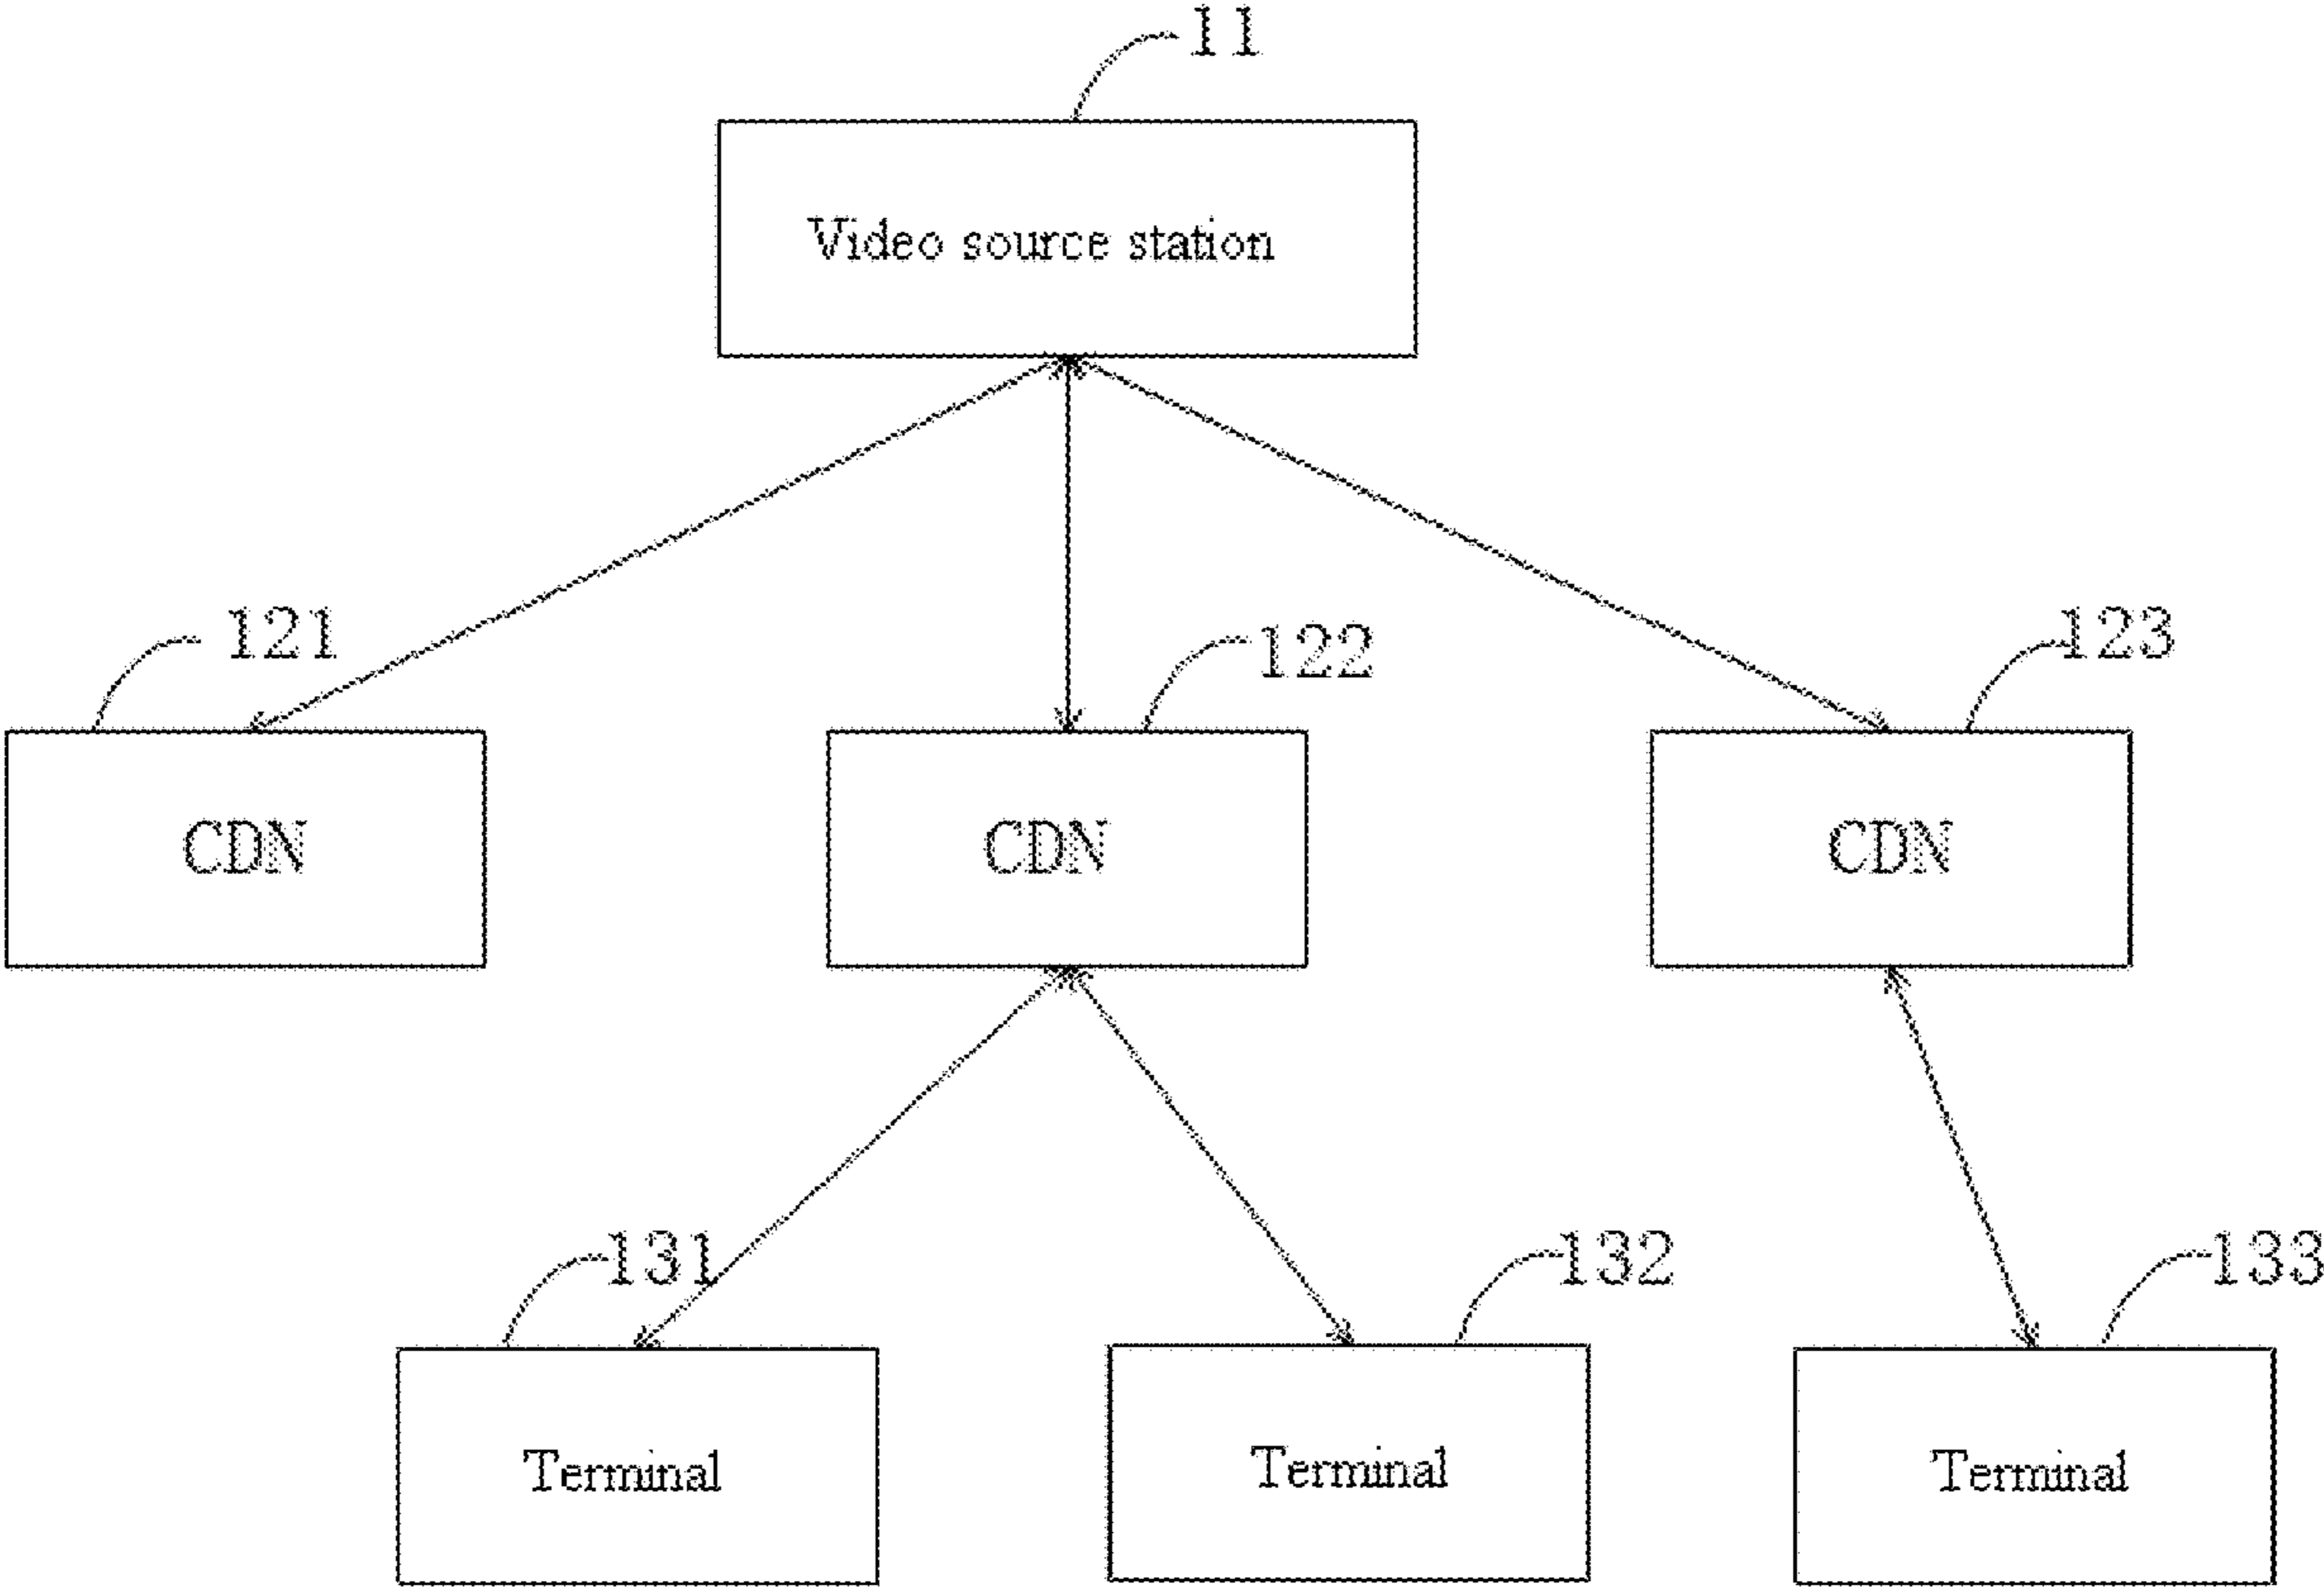 11
Video source station
121
122
123
CDN
CDN
CDN
131
132
133
Terminal
Terminal
Terminal